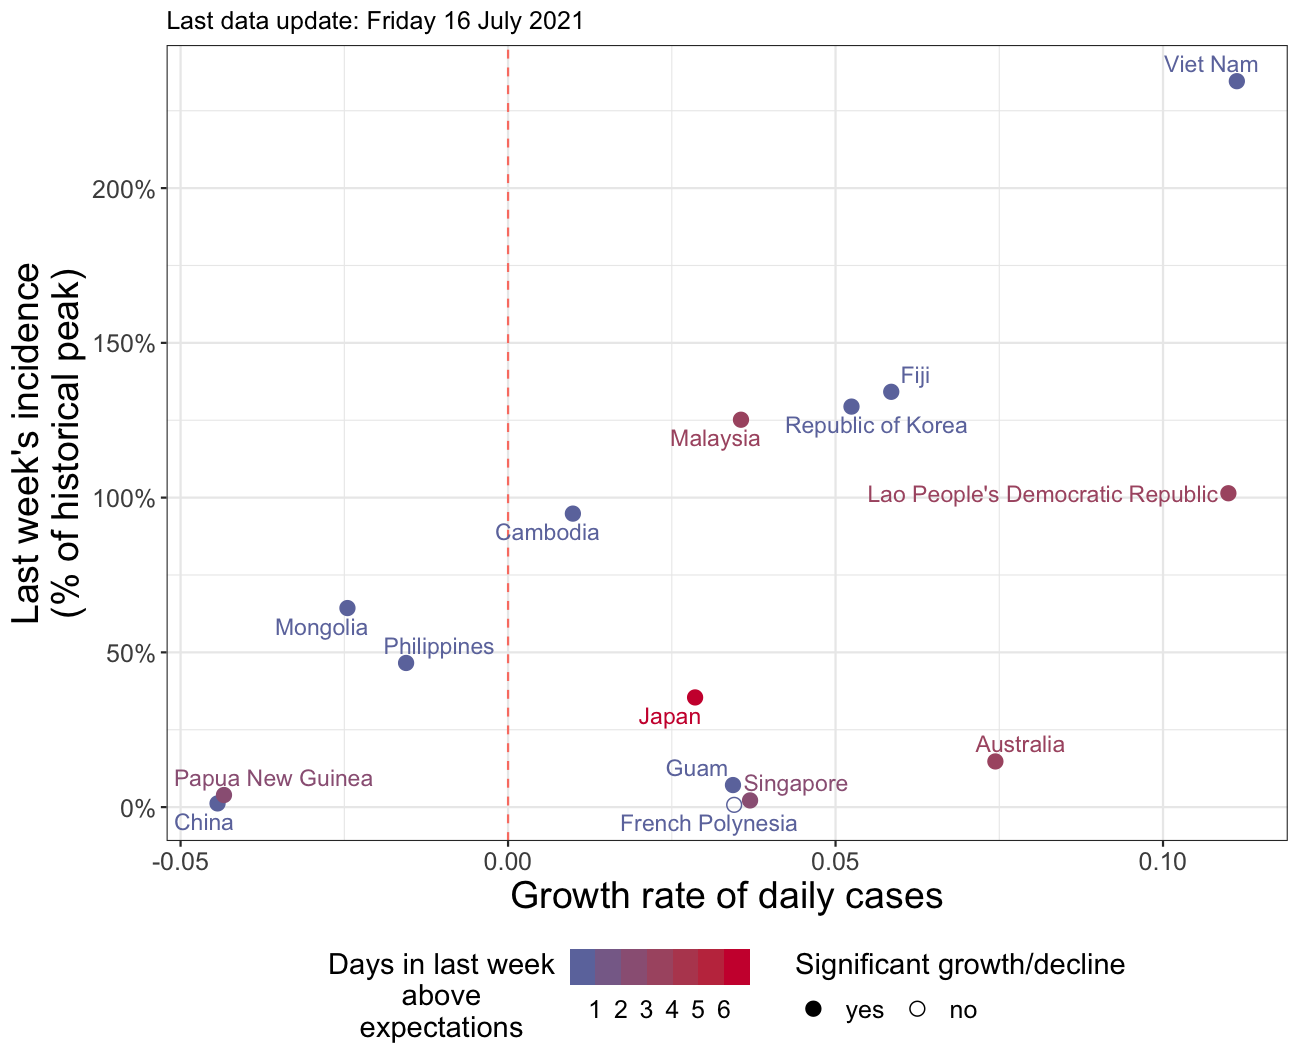 Last data update: Friday 16 July 2021
Last week's incidence
(% of historical peak)
200%
150%
100%
50%
0%
Viet Nam
Fiji
Republic of Korea
Malaysia
Lao People's Democratic Republic
Cambodia
Mongolia
Philippines
Japan
Australia
Guam
Papua New Guinea
Singapore
China
French Polynesia
-0.05 0.00 0.05 0.10
Growth rate of daily cases
Days in last week
above
expectations
1 2 3 4 5 6
Significant growth/decline
yes no